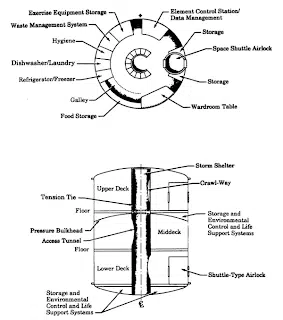 Exercise Equipment Storage
Waste Management System
Hygiene
Dishwasher/Laundry
Refrigerator/Freezer
Galley
Food Storage
Element Control Station/
Data Management
Storage
Space Shuttle Airlock
Storage
Wardroom Table
Storm Shelter
Crawl-Way
Upper Deck
Tension Tie
Floor
Storage and
Environmental
Control and Life
Support Systems
Pressure Bulkhead
Access Tunnel
Middeck
Floor
Lower Deck
Shuttle-Type Airlock
Storage and
Environmental
Control and Life
Support Systems